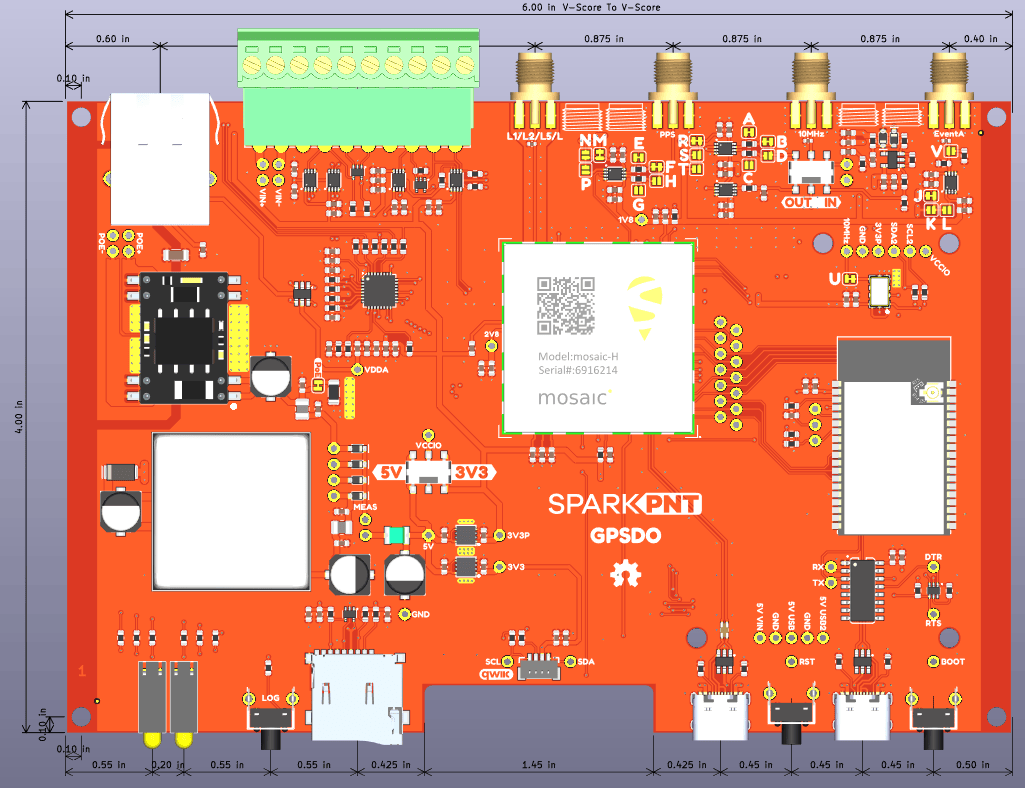 6.00 in V-Score To V-Score
0.60 in
0.875 in
0.875 in
0.875 in
0.40 in
0.10 in
L1/L2/L5/L
PPS
10MHz
EventA
N M
P
E
F
H
G
R
S
T
A
B
D
C
V
J
K L
OUT
IN
VIN+
VIN-
1V8
POE-
POE+
10MHz
GND
3V3P
SDA2
SCL2
VCCIO
U
2V8
Model:mosaic-H
Serial#:6916214
mosaic
PoE
VDDA
4.00 in
VCCIO
5V
3V3
MEAS
SPARKPNT
GPSDO
5V
3V3P
3V3
GND
RX
TX
DTR
RTS
5V VIN
GND
5V USB
GND
5V USB2
SCL
SDA
qwiic
RST
BOOT
1
LOG
0.10 in
0.10 in
0.55 in
0.20 in
0.55 in
0.55 in
0.425 in
1.45 in
0.425 in
0.45 in
0.45 in
0.45 in
0.50 in